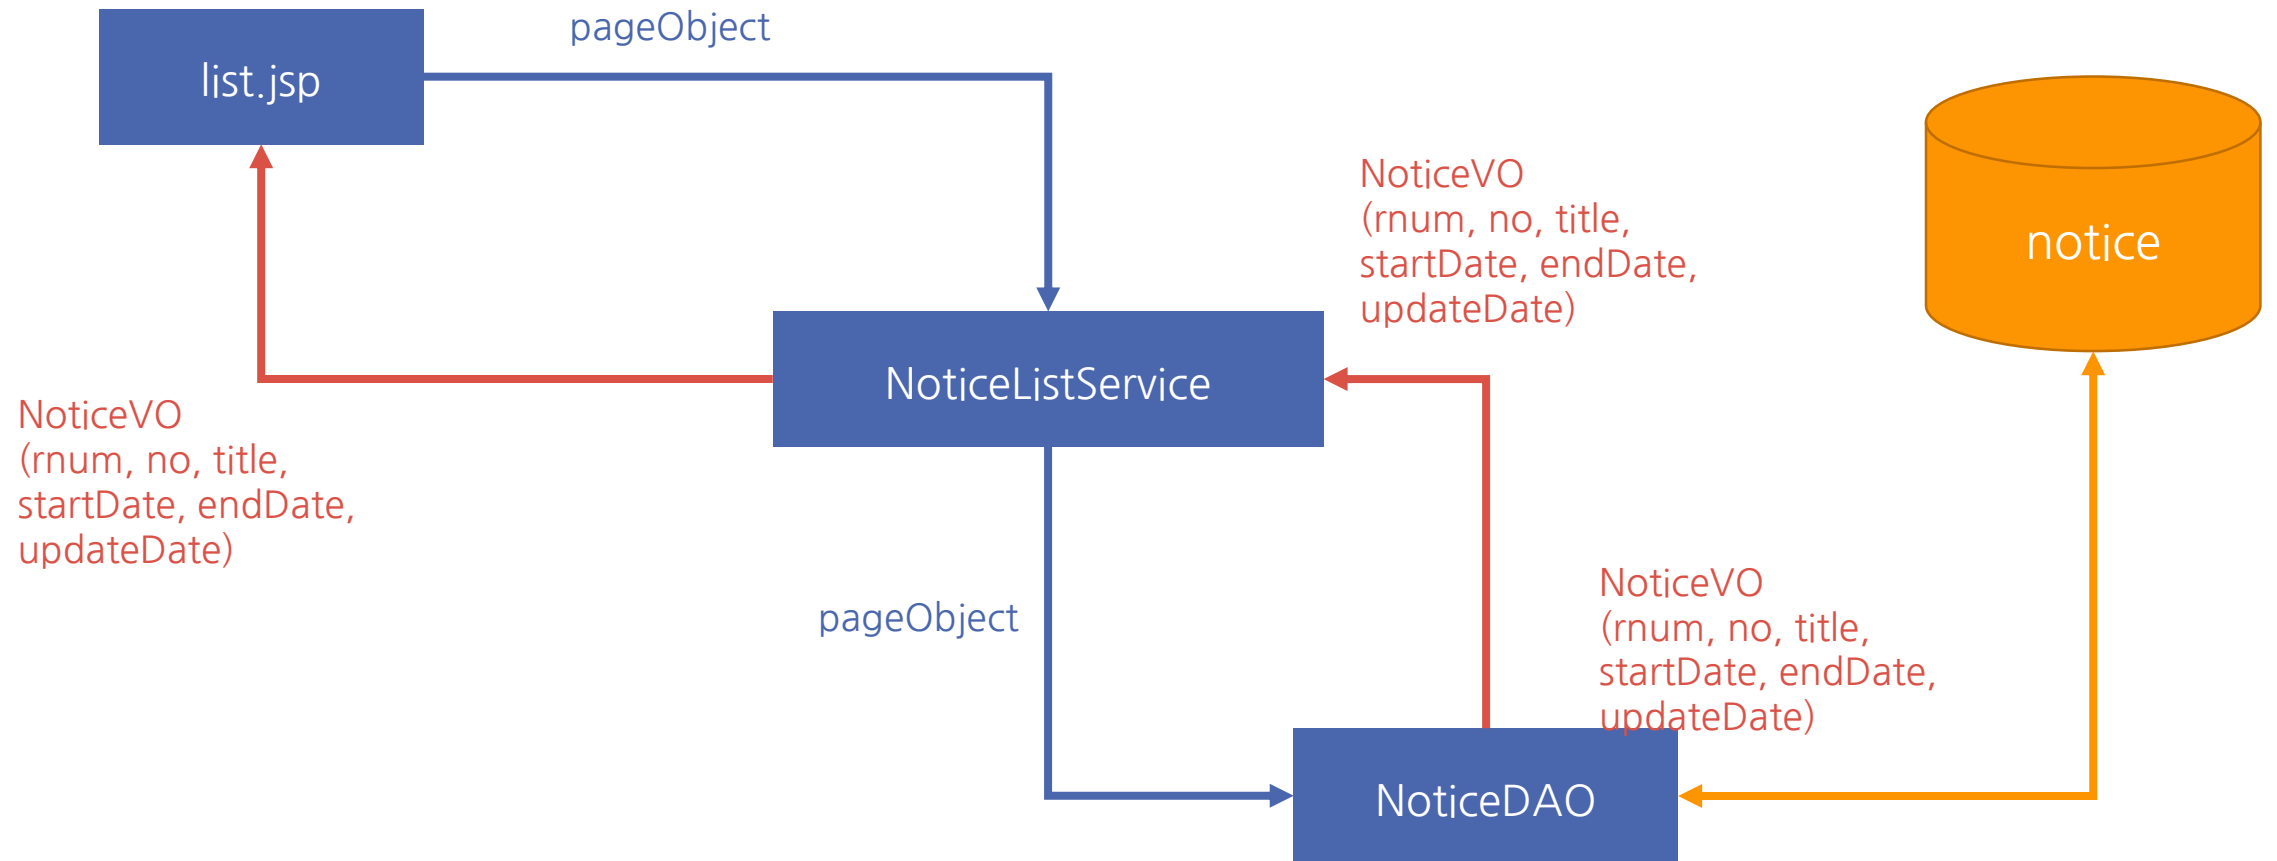 pageObject
list.jsp
NoticeVO
(rnum, no, title,
startDate, endDate,
updateDate)
notice
NoticeListService
NoticeVO
(rnum, no, title,
startDate, endDate,
updateDate)
pageObject
NoticeVO
(rnum, no, title,
startDate, endDate,
updateDate)
NoticeDAO